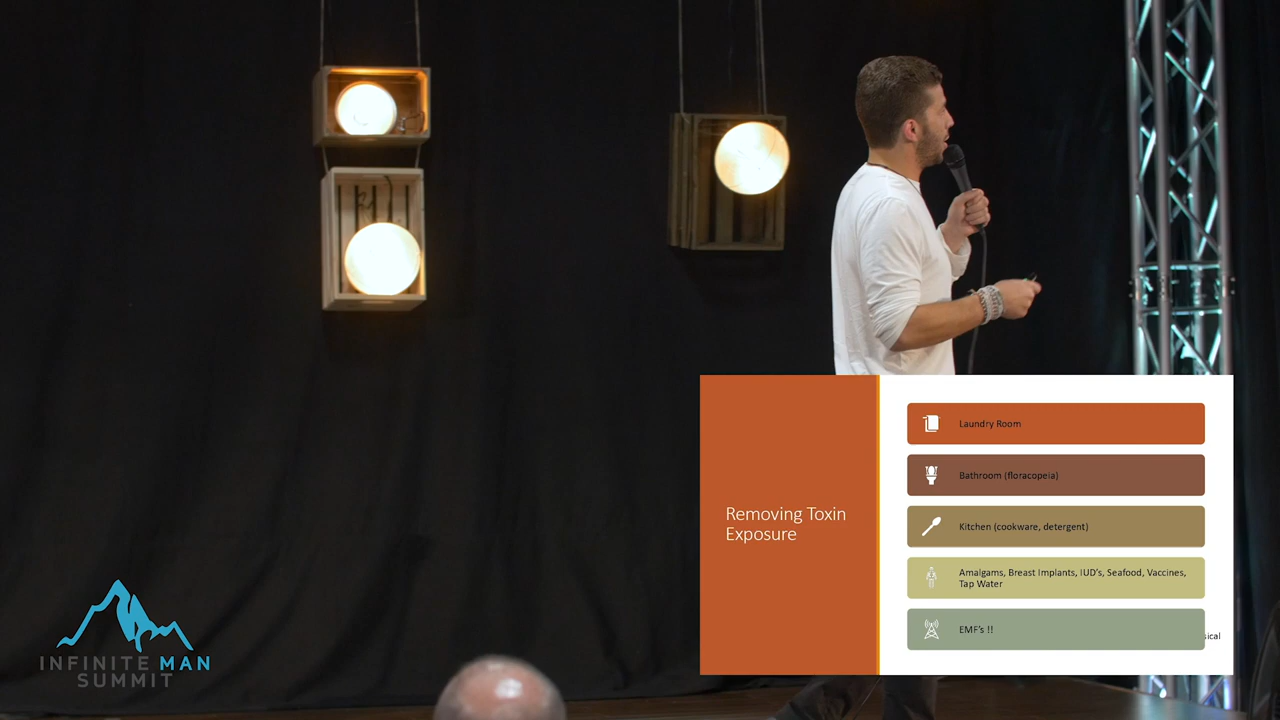 Removing Toxin
Exposure
Laundry Room
Bathroom (floracopeia)
Kitchen (cookware, detergent)
Amalgams, Breast Implants, IUD's, Seafood, Vaccines,
Tap Water
EMF's !!
INFINITE MAN
SUMMIT